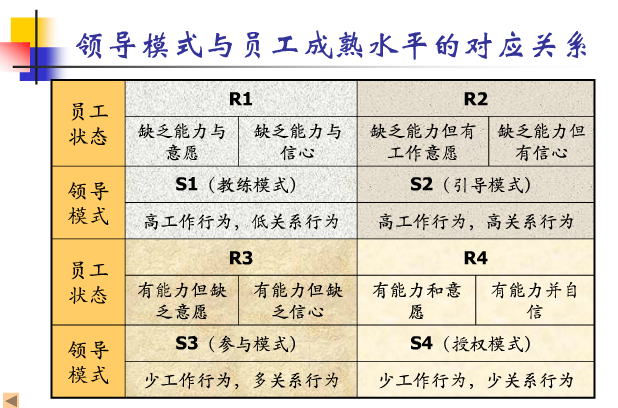 领导模式与员工成熟水平的对应关系
员工
状态
R1
R2
缺乏能力与
意愿
缺乏能力与
信心
缺乏能力但有
工作意愿
缺乏能力但
有信心
领导
模式
S1（教练模式）
S2（引导模式）
高工作行为，低关系行为
高工作行为，高关系行为
员工
状态
R3
R4
有能力但缺
乏意愿
有能力但缺
乏信心
有能力和意
愿
有能力并自
信
领导
模式
S3（参与模式）
S4（授权模式）
少工作行为，多关系行为
少工作行为，少关系行为